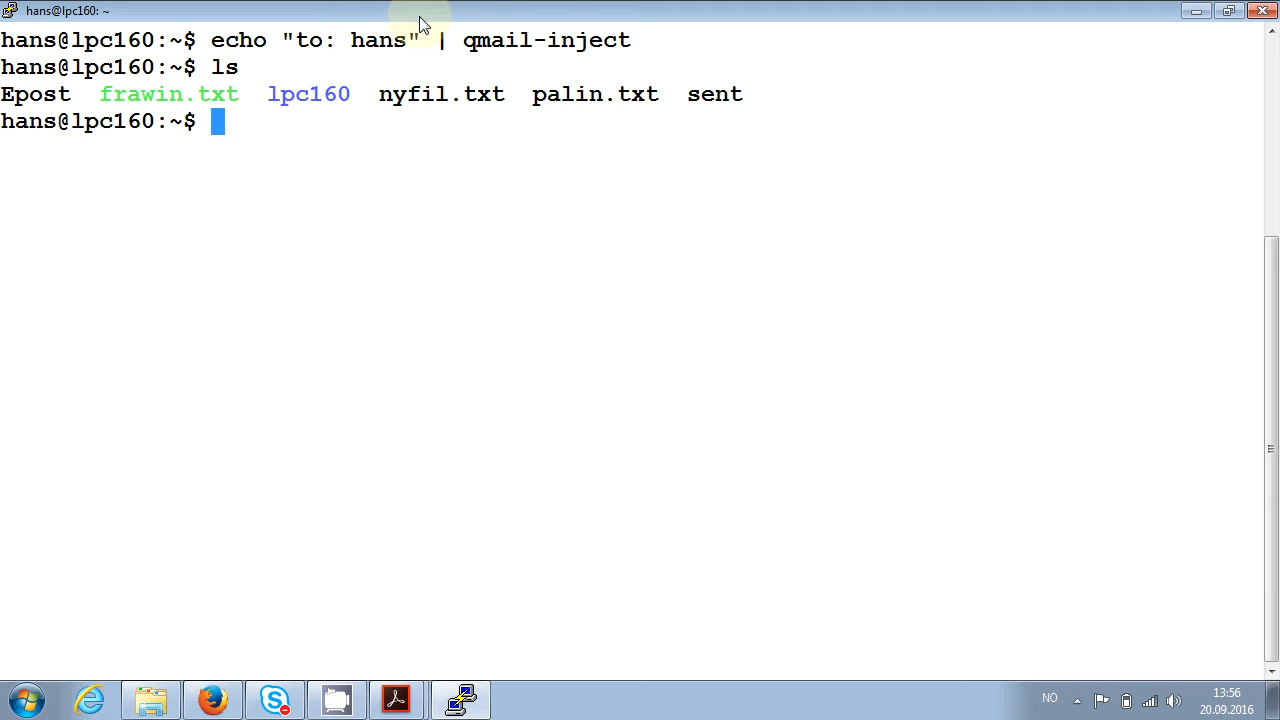 hans@lpc160: ~
hans@lpc160:~$ echo "to: hans" | qmail-inject
hans@lpc160:~$ ls
Epost  frawin.txt  lpc160  nyfil.txt  palin.txt  sent
hans@lpc160:~$
NO
13:56
20.09.2016